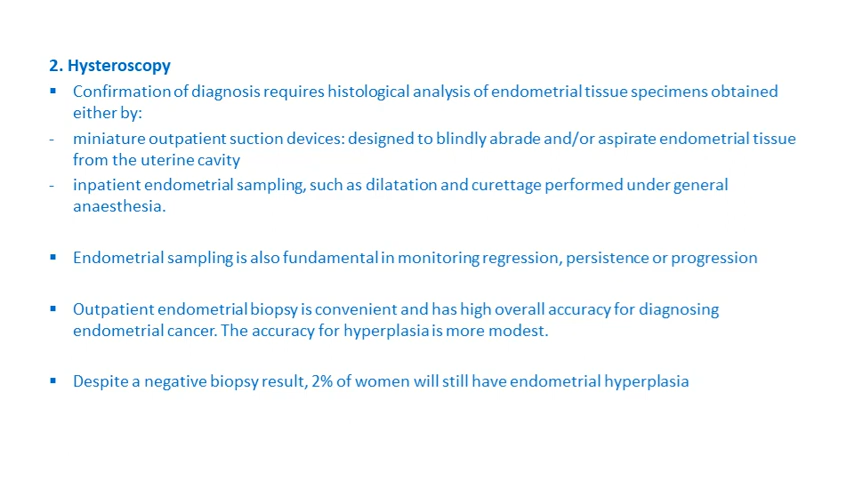 2. Hysteroscopy
▪ Confirmation of diagnosis requires histological analysis of endometrial tissue specimens obtained
either by:
- miniature outpatient suction devices: designed to blindly abrade and/or aspirate endometrial tissue
from the uterine cavity
- inpatient endometrial sampling, such as dilatation and curettage performed under general
anaesthesia.
▪ Endometrial sampling is also fundamental in monitoring regression, persistence or progression
▪ Outpatient endometrial biopsy is convenient and has high overall accuracy for diagnosing
endometrial cancer. The accuracy for hyperplasia is more modest.
▪ Despite a negative biopsy result, 2% of women will still have endometrial hyperplasia